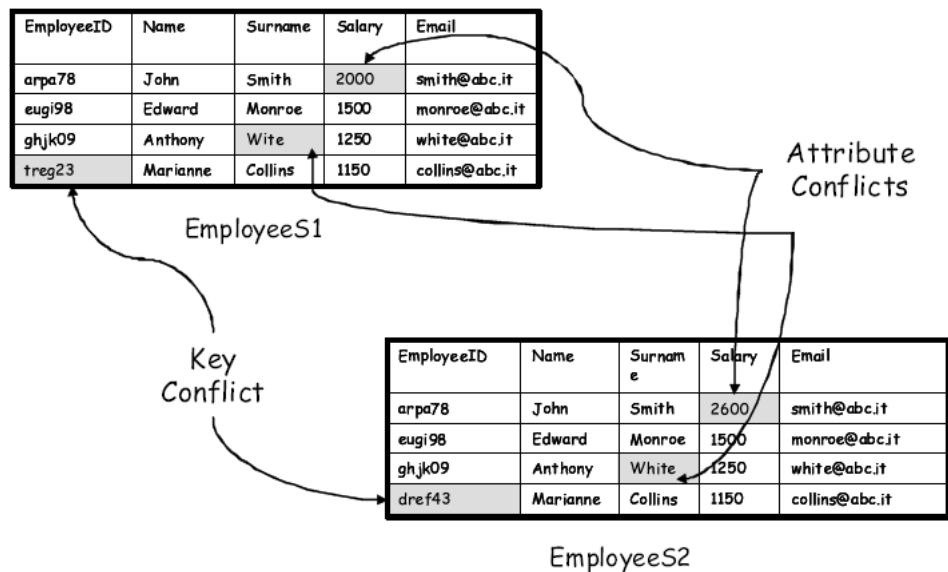 EmployeeID Name Surname Salary Email
arpa78 John Smith 2000 smith@abc.it
eugi98 Edward Monroe 1500 monroe@abc.it
ghjk09 Anthony Wite 1250 white@abc.it
treg23 Marianne Collins 1150 collins@abc.it
EmployeeS1
Attribute
Conflicts
Key
Conflict
EmployeeID Name Surnam Salary Email
e
arpa78 John Smith 2600 smith@abc.it
eugi98 Edward Monroe 1500 monroe@abc.it
ghjk09 Anthony White 1250 white@abc.it
dref43 Marianne Collins 1150 collins@abc.it
EmployeeS2